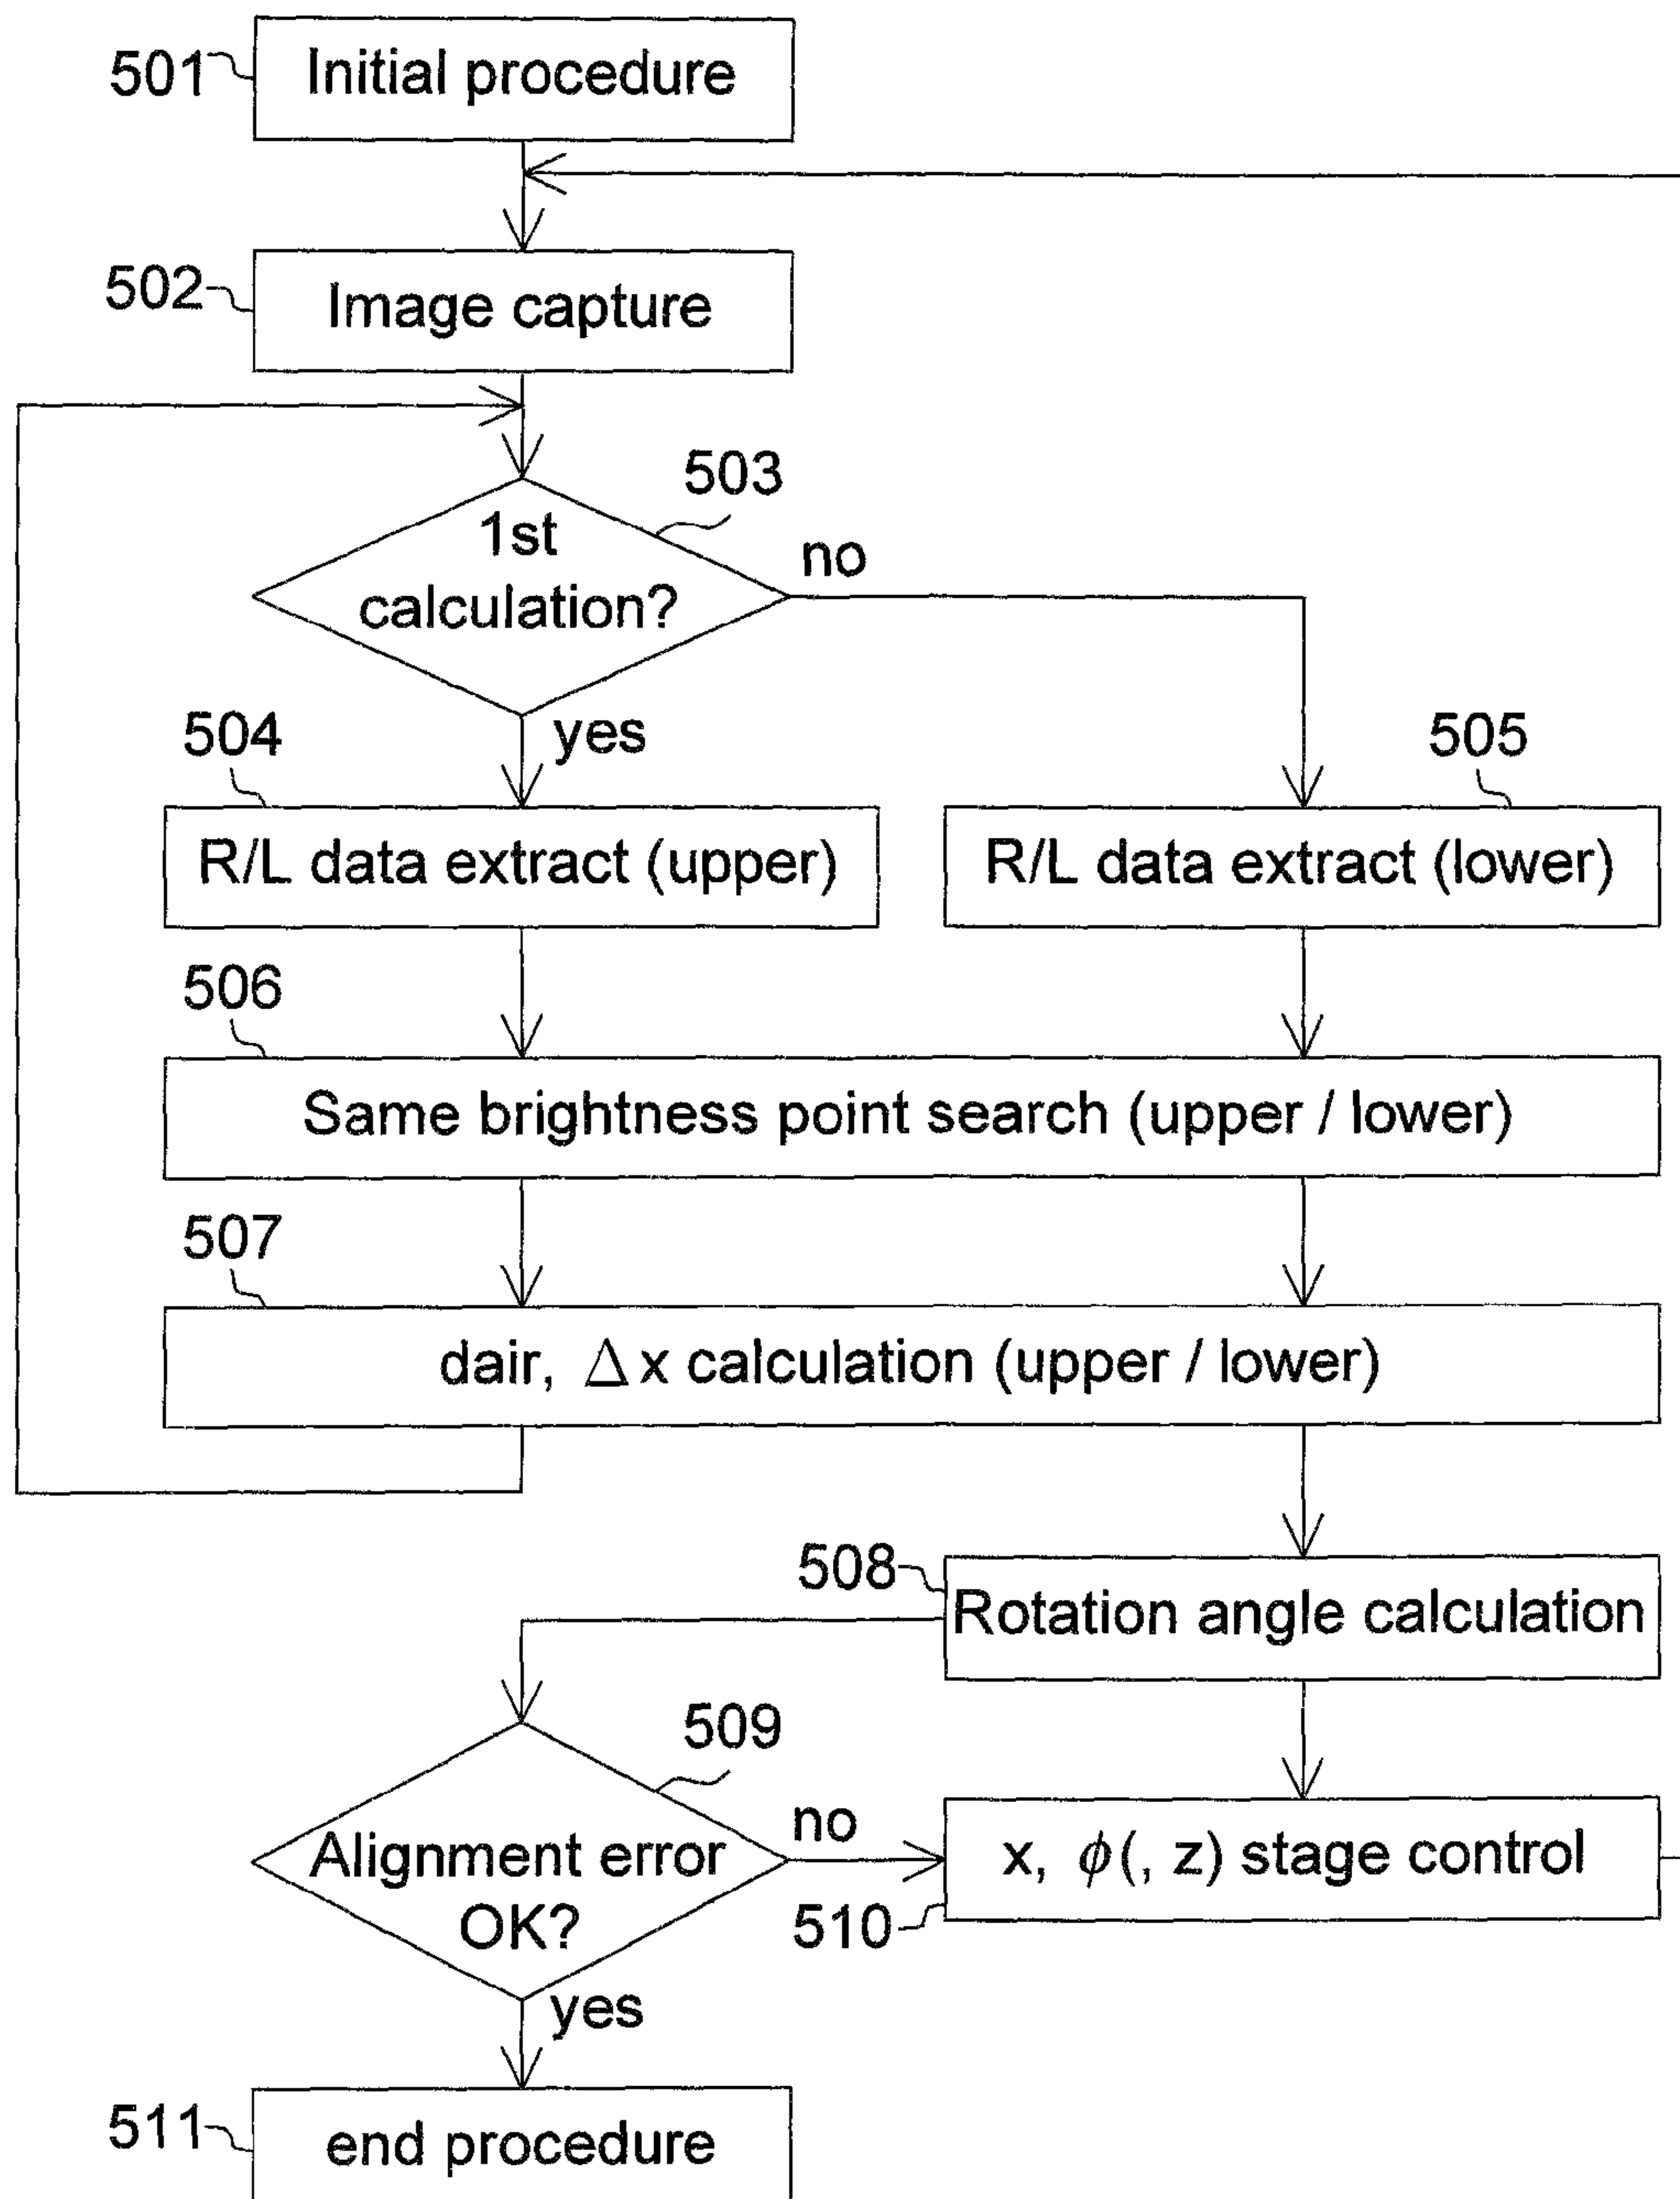 501
Initial procedure
502
Image capture
503
1st
calculation?
no
yes
504
505
R/L data extract (upper)
R/L data extract (lower)
506
Same brightness point search (upper / lower)
507
dair, Δx calculation (upper / lower)
508
Rotation angle calculation
509
Alignment error
OK?
no
510
x, ϕ(, z) stage control
yes
511
end procedure